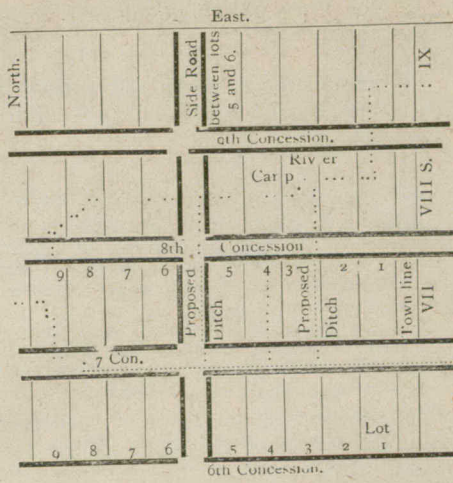 East.
North.
Side Road
between lots
5 and 6.
IX
9th Concession.
River
Carp
VIII S.
8th Concession
9 8 7 6 5 4 3 2 1
Proposed
Ditch
Proposed
Ditch
Town line
VII
7 Con.
Lot
9 8 7 6 5 4 3 2 1
6th Concession.